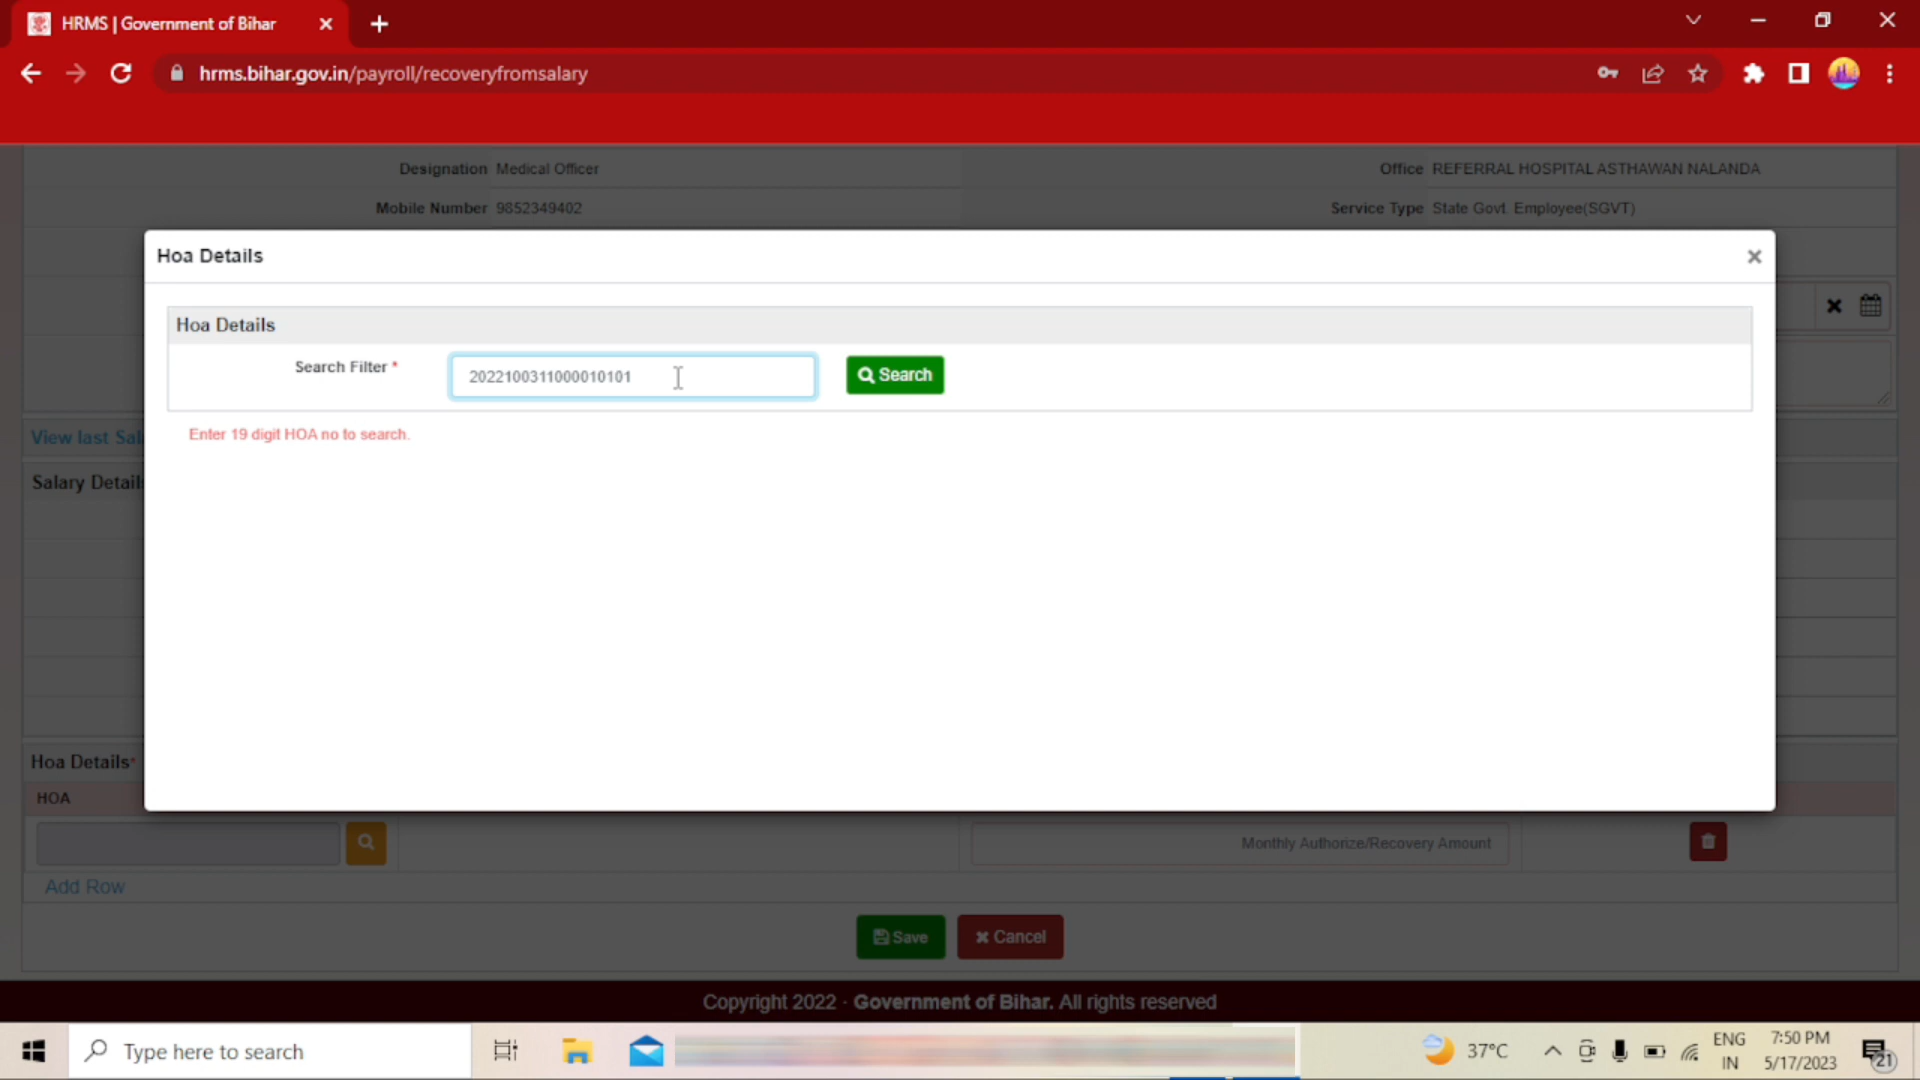 HRMS | Government of Bihar
hrms.bihar.gov.in/payroll/recoveryfromsalary
Designation Medical Officer
Office REFERRAL HOSPITAL ASTHAWAN NALANDA
Mobile Number 9852349402
Service Type State Govt. Employee(SGVT)
Hoa Details
Hoa Details
Search Filter *
2022100311000010101
Search
Enter 19 digit HOA no to search.
View last Sal
Salary Detail
Hoa Details*
HOA
Monthly Authorize/Recovery Amount
Add Row
Save
Cancel
Copyright 2022 - Government of Bihar. All rights reserved
Type here to search
37°C
ENG
IN
7:50 PM
5/17/2023
21